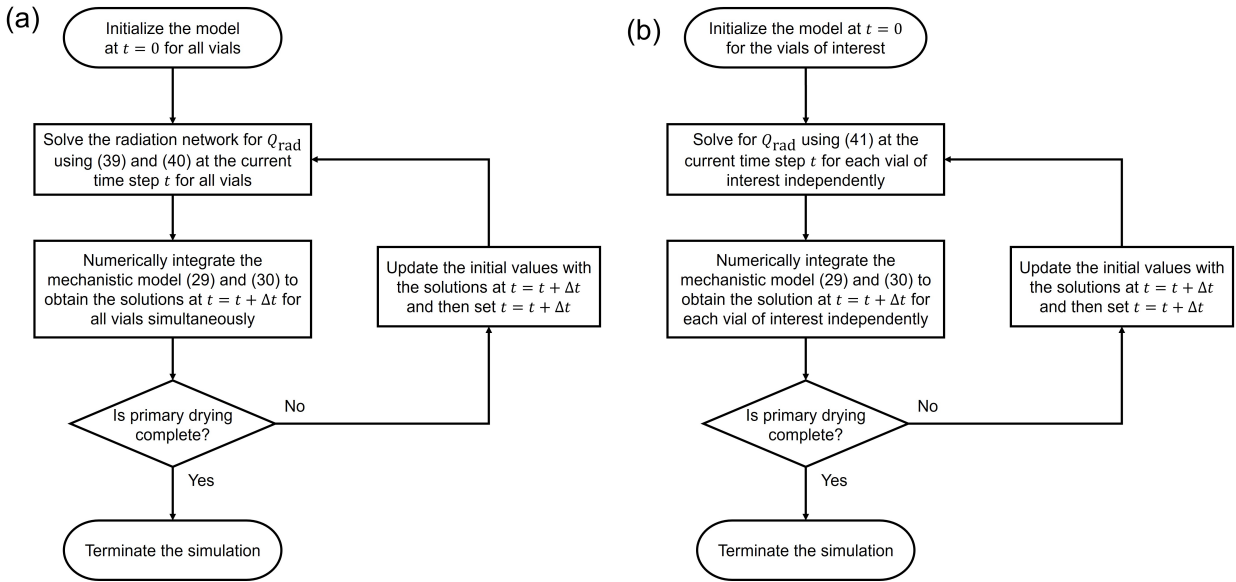 (a)
Initialize the model
at t = 0 for all vials
Solve the radiation network for Qrad
using (39) and (40) at the current
time step t for all vials
Numerically integrate the
mechanistic model (29) and (30) to
obtain the solutions at t = t + Δt for
all vials simultaneously
Update the initial values with
the solutions at t = t + Δt
and then set t = t + Δt
Is primary drying
complete?
No
Yes
Terminate the simulation
(b)
Initialize the model at t = 0
for the vials of interest
Solve for Qrad using (41) at the
current time step t for each vial of
interest independently
Numerically integrate the
mechanistic model (29) and (30) to
obtain the solution at t = t + Δt for
each vial of interest independently
Update the initial values with
the solutions at t = t + Δt
and then set t = t + Δt
Is primary drying
complete?
No
Yes
Terminate the simulation